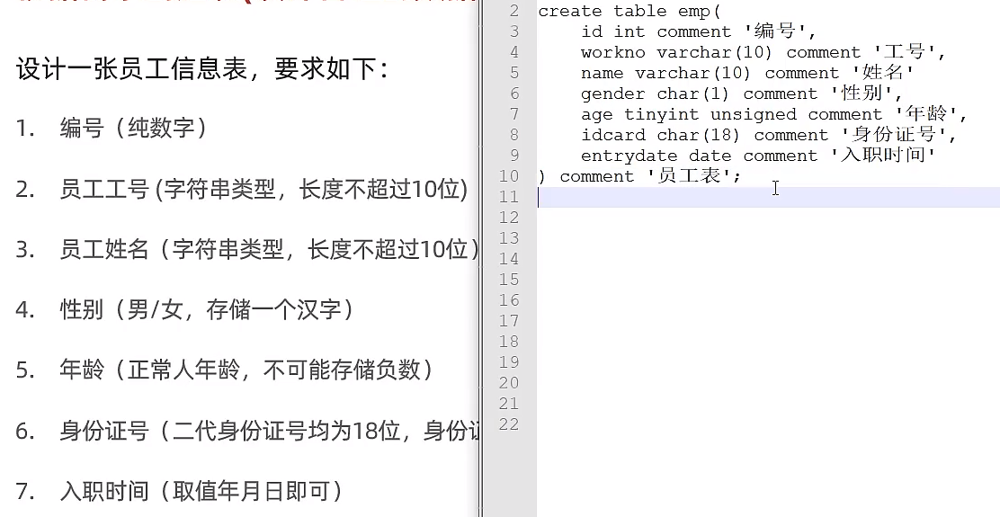 设计一张员工信息表，要求如下：
1. 编号（纯数字）
2. 员工工号 (字符串类型，长度不超过10位)
3. 员工姓名（字符串类型，长度不超过10位）
4. 性别（男/女，存储一个汉字）
5. 年龄（正常人年龄，不可能存储负数）
6. 身份证号（二代身份证号均为18位，身份证
7. 入职时间（取值年月日即可）
2 create table emp(
3 id int comment '编号',
4 workno varchar(10) comment '工号',
5 name varchar(10) comment '姓名'
6 gender char(1) comment '性别',
7 age tinyint unsigned comment '年龄',
8 idcard char(18) comment '身份证号',
9 entrydate date comment '入职时间'
10 ) comment '员工表';
11
12
13
14
15
16
17
18
19
20
21
22